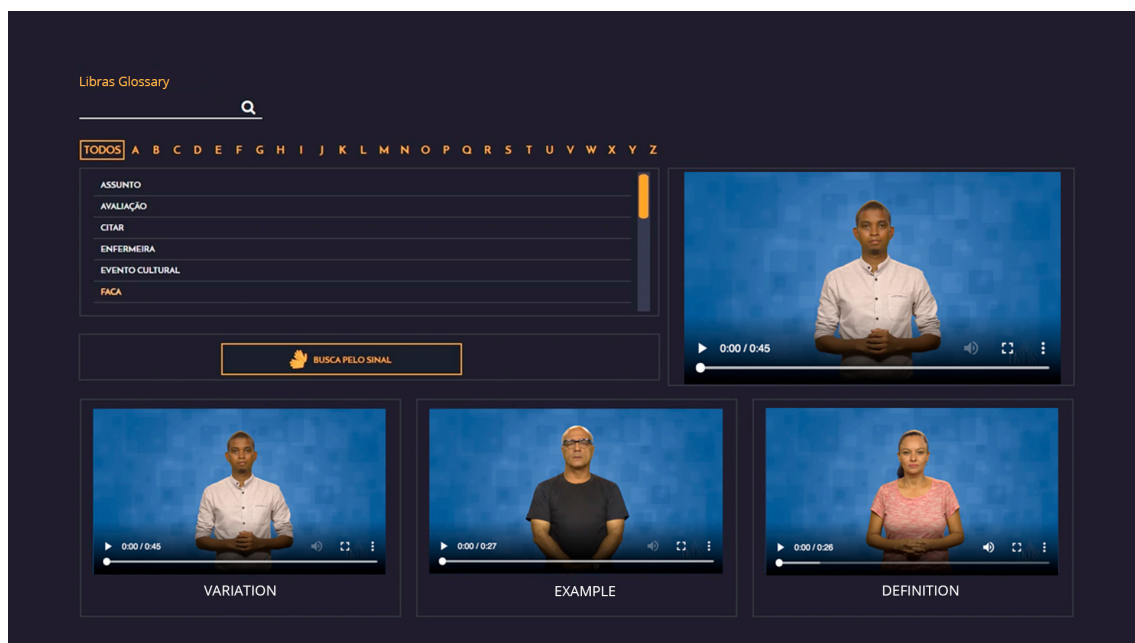 Libras Glossary
TODOS A B C D E F G H I J K L M N O P Q R S T U V W X Y Z
ASSUNTO
AVALIAÇÃO
CITAR
ENFERMEIRA
EVENTO CULTURAL
FACA
0:00 / 0:45
BUSCA PELO SINAL
0:00 / 0:45
0:00 / 0:27
0:00 / 0:26
VARIATION
EXAMPLE
DEFINITION